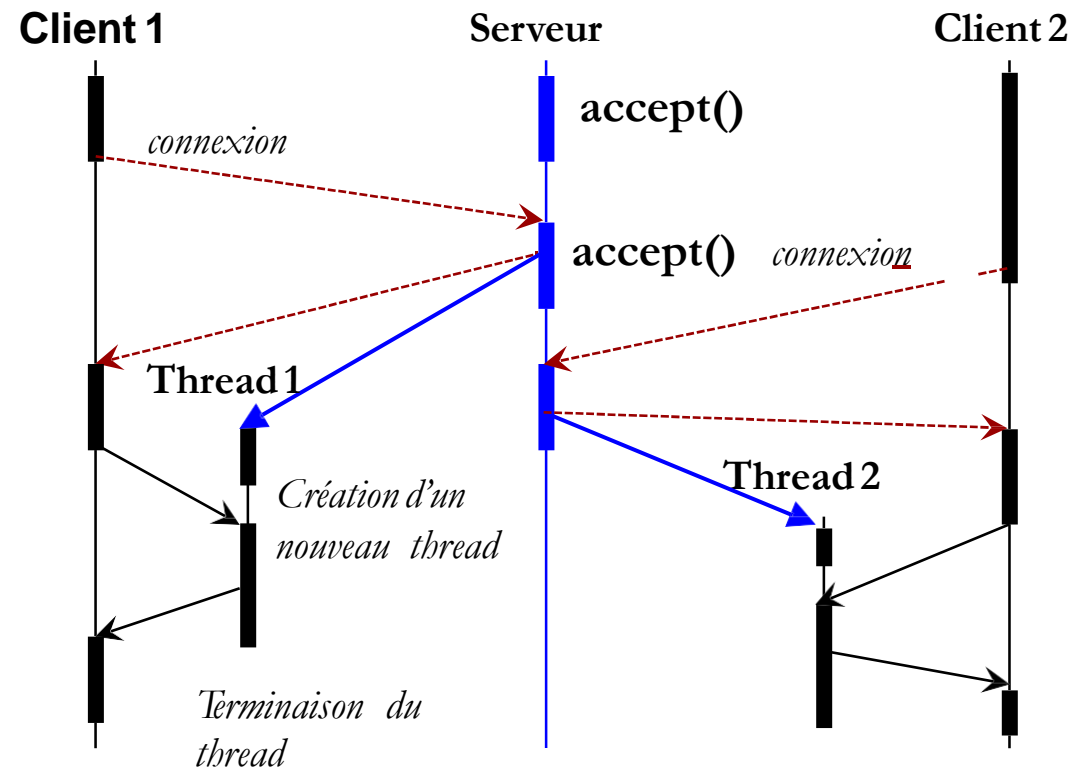 Client 1
Serveur
Client 2
accept()
connexion
accept()
connexion
Thread 1
Thread 2
Création d'un
nouveau thread
Terminaison du
thread